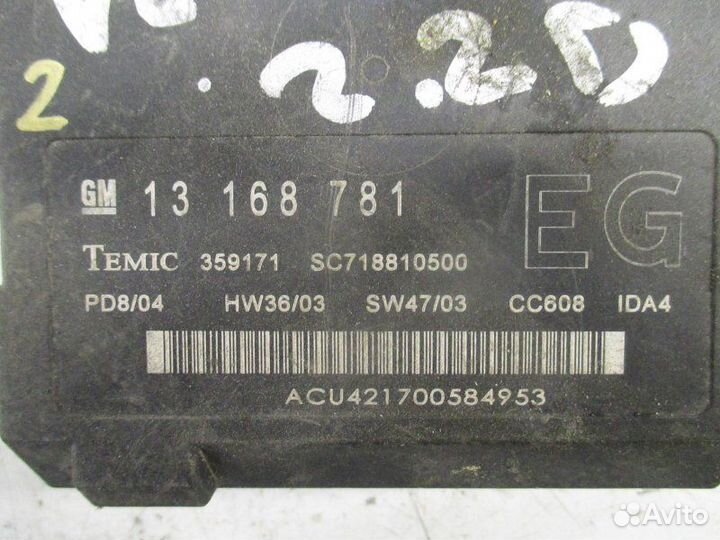 2.2D
2
GM 13 168 781 EG
TEMIC 359171 SC718810500
PD8/04 HW36/03 SW47/03 CC608 IDA4
ACU421700584953
Avito